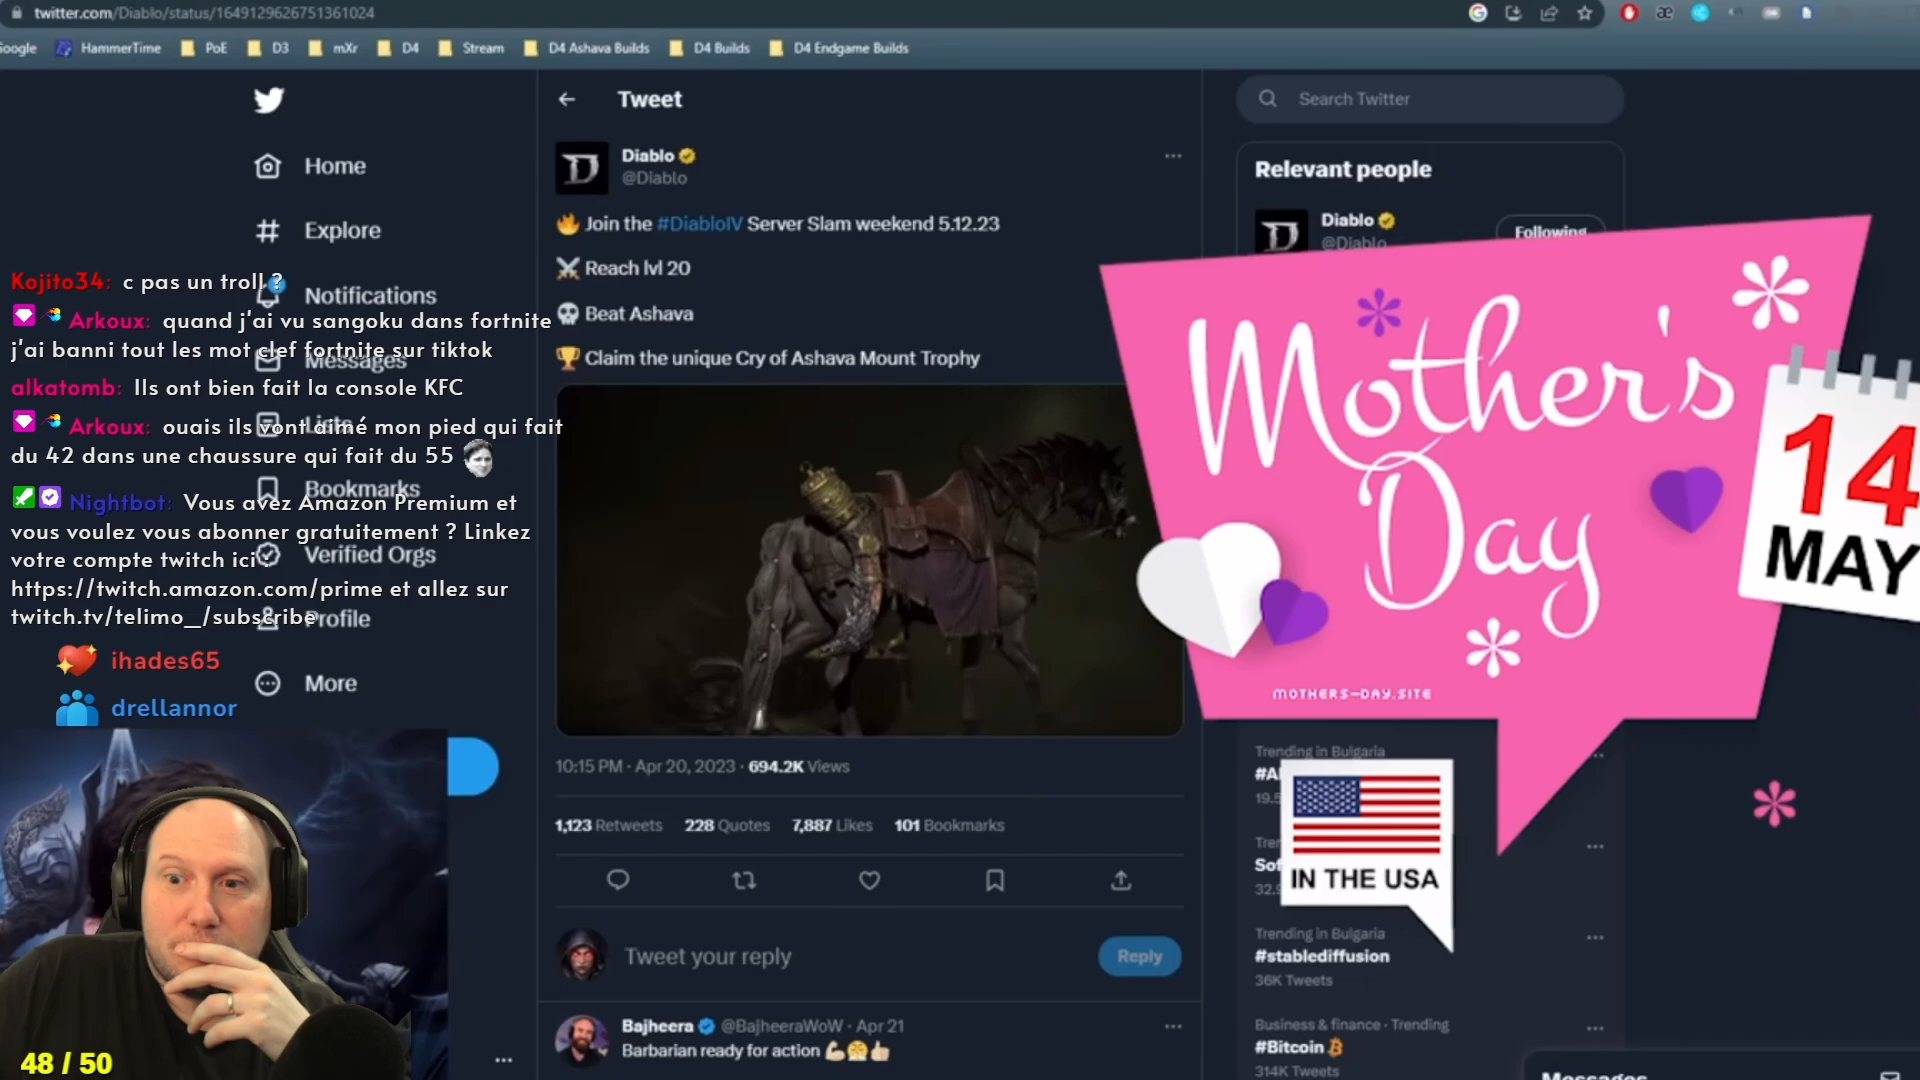 twitter.com/Diablo/status/1649129626751361024
Google
HammerTime
PoE
D3
mXr
D4
Stream
D4 Ashava Builds
D4 Builds
D4 Endgame Builds
Home
Explore
Notifications
Messages
Lists
Bookmarks
Verified Orgs
Profile
More
Kojito34: c pas un troll ?
Arkoux: quand j'ai vu sangoku dans fortnite
j'ai banni tout les mot clef fortnite sur tiktok
alkatomb: Ils ont bien fait la console KFC
Arkoux: ouais ils vont aimé mon pied qui fait
du 42 dans une chaussure qui fait du 55
Nightbot: Vous avez Amazon Premium et
vous voulez vous abonner gratuitement ? Linkez
votre compte twitch ici :
https://twitch.amazon.com/prime et allez sur
twitch.tv/telimo_/subscribe
ihades65
drellannor
48 / 50
Tweet
Diablo
@Diablo
Join the #DiabloIV Server Slam weekend 5.12.23
Reach lvl 20
Beat Ashava
Claim the unique Cry of Ashava Mount Trophy
10:15 PM · Apr 20, 2023 · 694.2K Views
1,123 Retweets 228 Quotes 7,887 Likes 101 Bookmarks
Tweet your reply
Reply
Bajheera @BajheeraWoW · Apr 21
Barbarian ready for action
Search Twitter
Relevant people
Diablo
@Diablo
Following
Mother's
Day
MOTHERS-DAY.SITE
14
MAY
IN THE USA
Trending in Bulgaria
Trending in Bulgaria
#stablediffusion
36K Tweets
Business & finance · Trending
#Bitcoin
314K Tweets
Messages